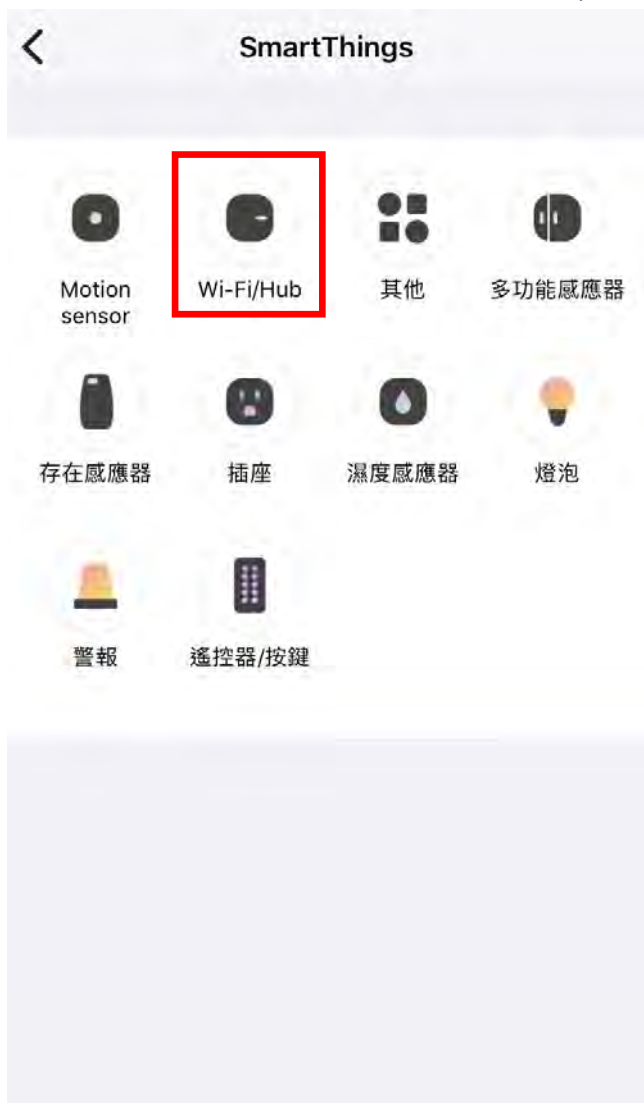 SmartThings
Motion
sensor
Wi-Fi/Hub
其他
多功能感應器
存在感應器
插座
濕度感應器
燈泡
警報
遙控器/按鍵